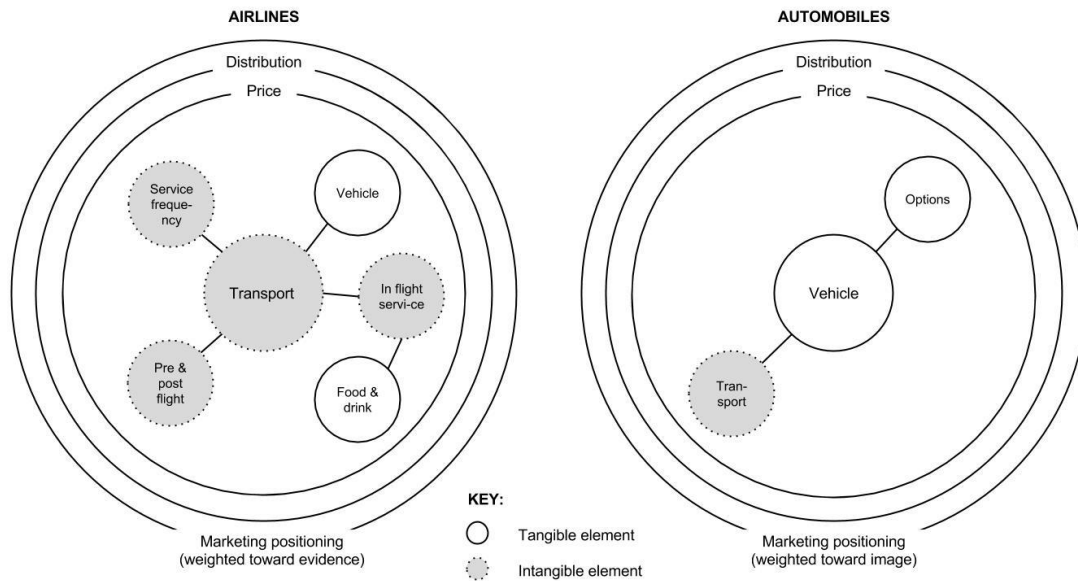 AIRLINES
Distribution
Price
Service
freque-
ncy
Vehicle
Transport
In flight
servi-ce
Pre &
post
flight
Food &
drink
Marketing positioning
(weighted toward evidence)
AUTOMOBILES
Distribution
Price
Options
Vehicle
Tran-
sport
Marketing positioning
(weighted toward image)
KEY:
Tangible element
Intangible element